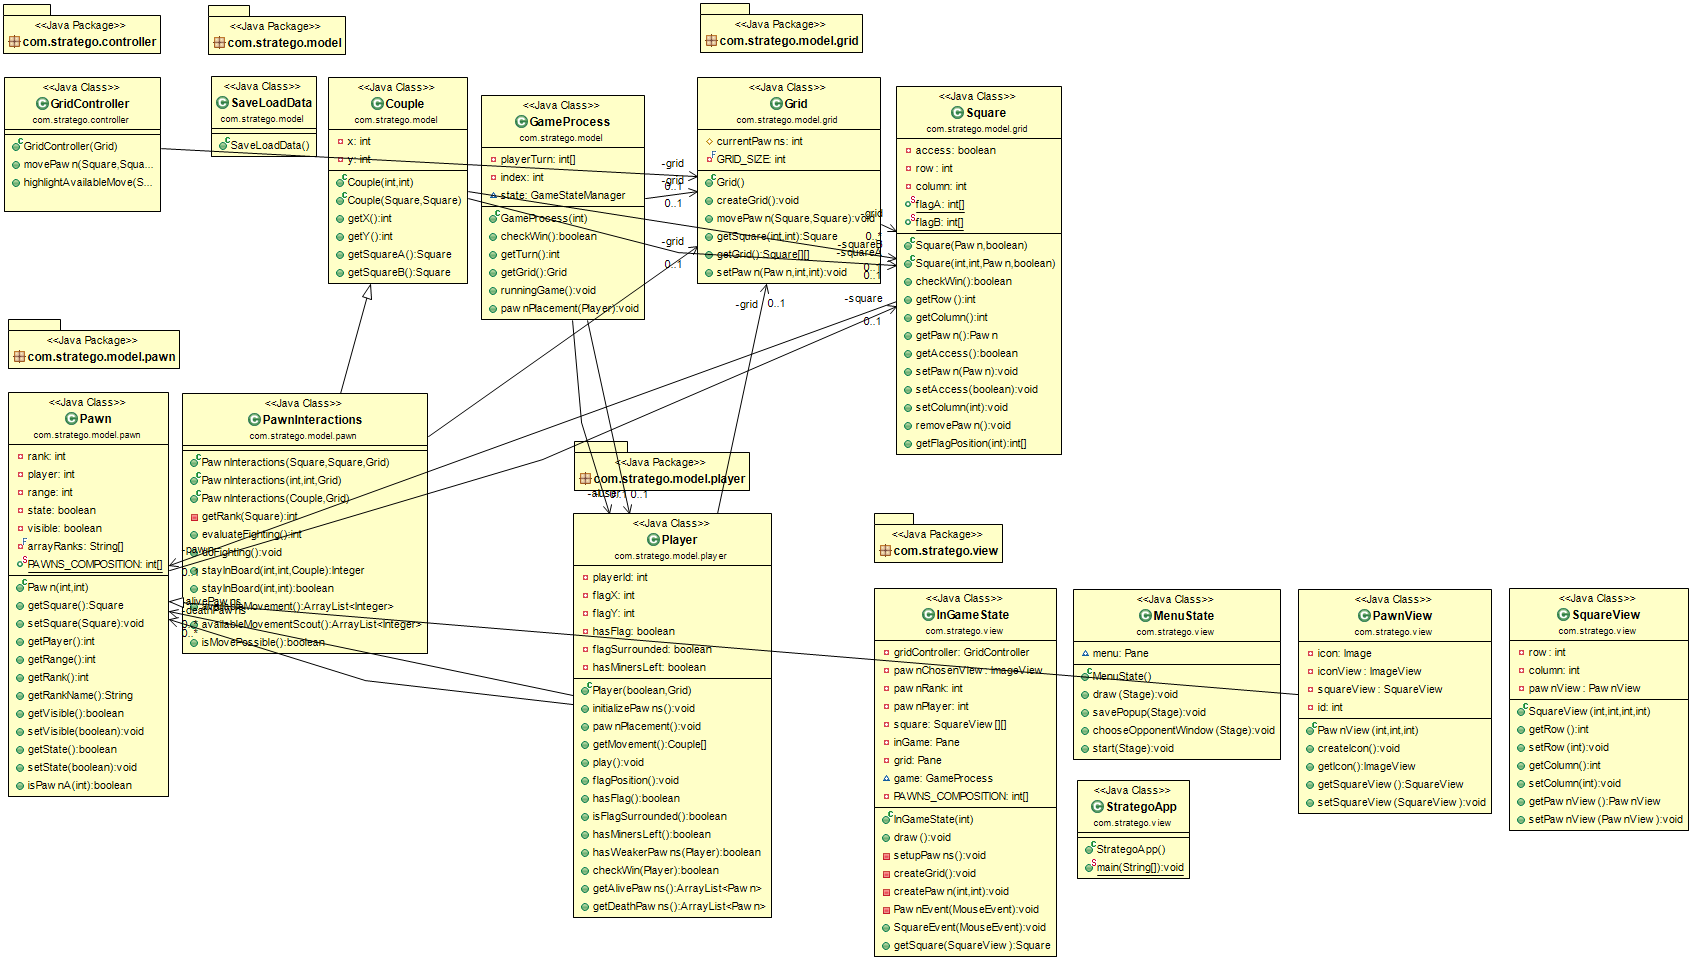 <<Java Package>>
com.stratego.controller
<<Java Package>>
com.stratego.model
<<Java Package>>
com.stratego.model.grid
<<Java Class>>
GridController
com.stratego.controller
GridController(Grid)
movePawn(Square,Squa...
highlightAvailableMove(S...
<<Java Class>>
SaveLoadData
com.stratego.model
SaveLoadData()
<<Java Class>>
Couple
com.stratego.model
x: int
y: int
Couple(int,int)
Couple(Square,Square)
getX():int
getY():int
getSquareA():Square
getSquareB():Square
<<Java Class>>
GameProcess
com.stratego.model
playerTurn: int[]
index: int
state: GameStateManager
GameProcess(int)
checkWin():boolean
getTurn():int
getGrid():Grid
runningGame():void
pawnPlacement(Player):void
-grid
-grid
0..1
0..1
-grid
0..1
<<Java Class>>
Grid
com.stratego.model.grid
currentPawns: int
GRID_SIZE: int
Grid()
createGrid():void
movePawn(Square,Square):void
getSquare(int,int):Square
getGrid():Square[][]
setPawn(Pawn,int,int):void
-grid
0..1
-grid
0..*
-squareB
-squareA
0..1
0..1
-square
0..1
<<Java Class>>
Square
com.stratego.model.grid
access: boolean
row: int
column: int
flagA: int[]
flagB: int[]
Square(Pawn,boolean)
Square(int,int,Pawn,boolean)
checkWin():boolean
getRow():int
getColumn():int
getPawn():Pawn
getAccess():boolean
setPawn(Pawn):void
setAccess(boolean):void
setColumn(int):void
removePawn():void
getFlagPosition(int):int[]
<<Java Package>>
com.stratego.model.pawn
<<Java Class>>
Pawn
com.stratego.model.pawn
rank: int
player: int
range: int
state: boolean
visible: boolean
arrayRanks: String[]
PAWNS_COMPOSITION: int[]
Pawn(int,int)
getSquare():Square
setSquare(Square):void
getPlayer():int
getRange():int
getRank():int
getRankName():String
getVisible():boolean
setVisible(boolean):void
getState():boolean
setState(boolean):void
isPawnA(int):boolean
<<Java Class>>
PawnInteractions
com.stratego.model.pawn
PawnInteractions(Square,Square,Grid)
PawnInteractions(int,int,Grid)
PawnInteractions(Couple,Grid)
getRank(Square):int
evaluateFighting():int
doFighting():void
stayInBoard(int,int,Couple):Integer
stayInBoard(int,int):boolean
availableMovement():ArrayList<Integer>
availableMovementScout():ArrayList<Integer>
isMovePossible():boolean
-pawn
0..1
-alivePawns
-deathPawns
0..*
0..*
<<Java Package>>
com.stratego.model.player
0..1
0..1
<<Java Class>>
Player
com.stratego.model.player
playerId: int
flagX: int
flagY: int
hasFlag: boolean
flagSurrounded: boolean
hasMinersLeft: boolean
Player(boolean,Grid)
initializePawns():void
pawnPlacement():void
getMovement():Couple[]
play():void
flagPosition():void
hasFlag():boolean
isFlagSurrounded():boolean
hasMinersLeft():boolean
hasWeakerPawns(Player):boolean
checkWin(Player):boolean
getAlivePawns():ArrayList<Pawn>
getDeathPawns():ArrayList<Pawn>
<<Java Package>>
com.stratego.view
<<Java Class>>
InGameState
com.stratego.view
gridController: GridController
pawnChosenView: ImageView
pawnRank: int
pawnPlayer: int
square: SquareView[][]
inGame: Pane
grid: Pane
game: GameProcess
PAWNS_COMPOSITION: int[]
InGameState(int)
draw():void
setupPawns():void
createGrid():void
createPawn(int,int):void
PawnEvent(MouseEvent):void
SquareEvent(MouseEvent):void
getSquare(SquareView):Square
<<Java Class>>
MenuState
com.stratego.view
menu: Pane
MenuState()
draw(Stage):void
savePopup(Stage):void
chooseOpponentWindow(Stage):void
start(Stage):void
<<Java Class>>
StrategoApp
com.stratego.view
StrategoApp()
main(String[]):void
<<Java Class>>
PawnView
com.stratego.view
icon: Image
iconView: ImageView
squareView: SquareView
id: int
PawnView(int,int,int)
createIcon():void
getIcon():ImageView
getSquareView():SquareView
setSquareView(SquareView):void
<<Java Class>>
SquareView
com.stratego.view
row: int
column: int
pawnView: PawnView
SquareView(int,int,int,int)
getRow():int
setRow(int):void
getColumn():int
setColumn(int):void
getPawnView():PawnView
setPawnView(PawnView):void